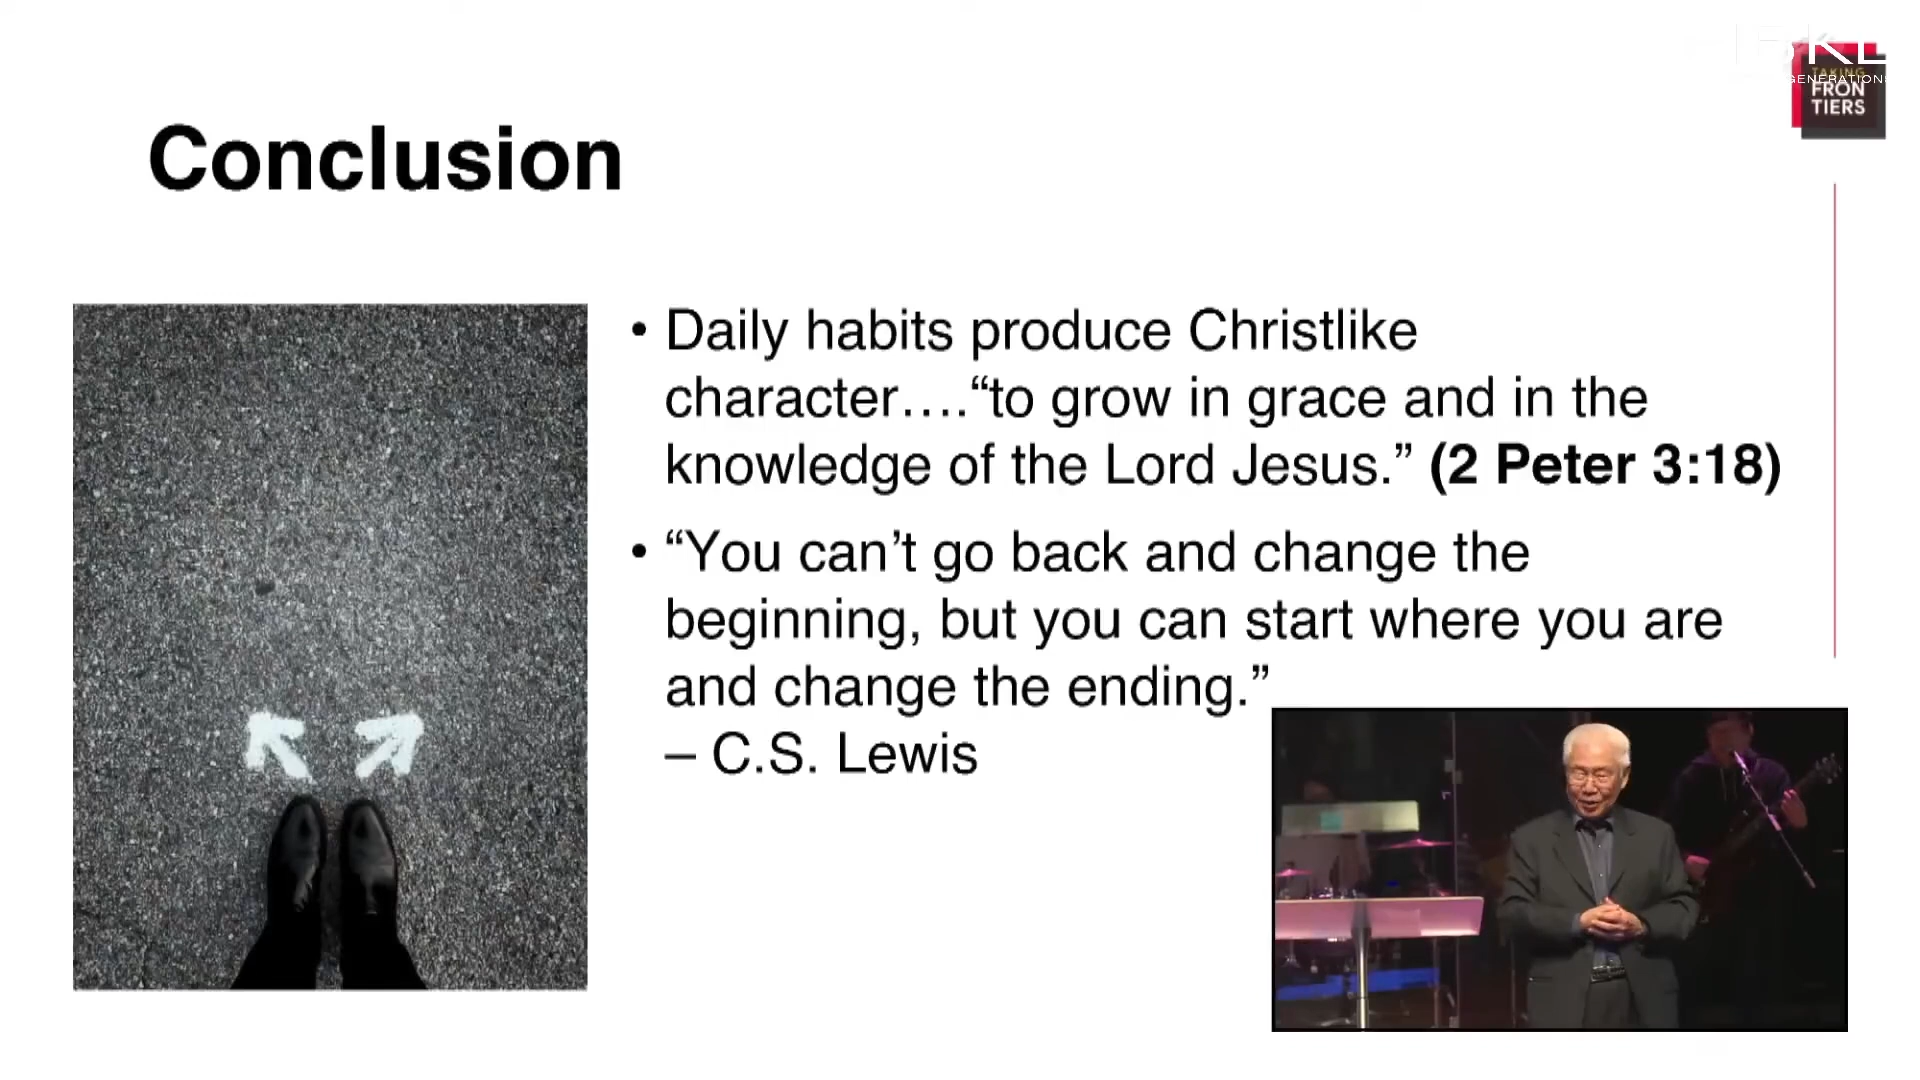 GENERATION
TAKING
FRON
TIERS
Conclusion
• Daily habits produce Christlike
character….“to grow in grace and in the
knowledge of the Lord Jesus.” (2 Peter 3:18)
• “You can’t go back and change the
beginning, but you can start where you are
and change the ending.”
– C.S. Lewis